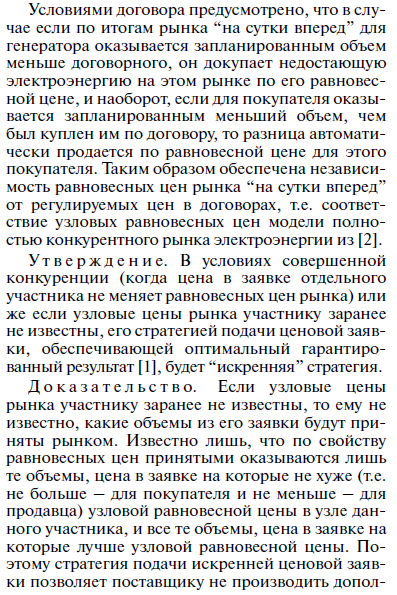 Условиями договора предусмотрено, что в слу-
чае если по итогам рынка “на сутки вперед” для
генератора оказывается запланированным объем
меньше договорного, он докупает недостающую
электроэнергию на этом рынке по его равновес-
ной цене, и наоборот, если для покупателя оказы-
вается запланированным меньший объем, чем
был куплен им по договору, то разница автомати-
чески продается по равновесной цене для этого
покупателя. Таким образом обеспечена независи-
мость равновесных цен рынка “на сутки вперед”
от регулируемых цен в договорах, т.е. соответ-
ствие узловых равновесных цен модели полно-
стью конкурентного рынка электроэнергии из [2].
Утверждение. В условиях совершенной
конкуренции (когда цена в заявке отдельного
участника не меняет равновесных цен рынка) или
же если узловые цены рынка участнику заранее
не известны, его стратегией подачи ценовой заяв-
ки, обеспечивающей оптимальный гарантиро-
ванный результат [1], будет “искренняя” стратегия.
Доказательство. Если узловые цены
рынка участнику заранее не известны, то ему не
известно, какие объемы из его заявки будут при-
няты рынком. Известно лишь, что по свойству
равновесных цен принятыми оказываются лишь
те объемы, цена в заявке на которые не хуже (т.е.
не больше – для покупателя и не меньше – для
продавца) узловой равновесной цены в узле дан-
ного участника, и все те объемы, цена в заявке на
которые лучше узловой равновесной цены. По-
этому стратегия подачи искренней ценовой заяв-
ки позволяет поставщику не производить допол-